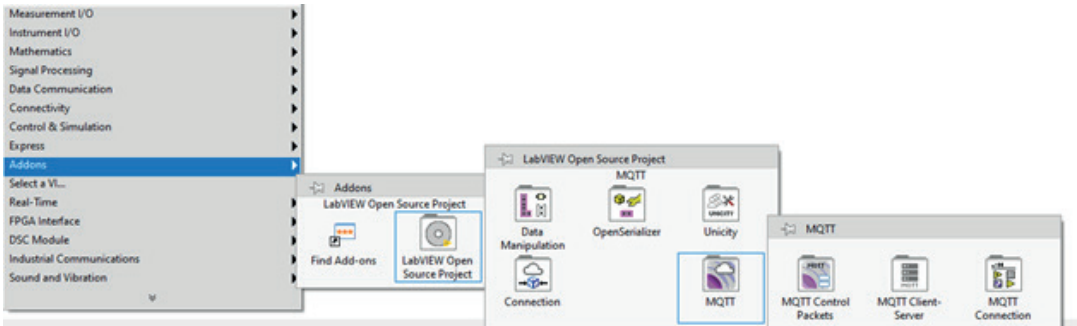 Measurement I/O
Instrument I/O
Mathematics
Signal Processing
Data Communication
Connectivity
Control & Simulation
Express
Addons
Select a VI...
Real-Time
FPGA Interface
DSC Module
Industrial Communications
Sound and Vibration
Addons
LabVIEW Open Source Project
Find Add-ons
LabVIEW Open
Source Project
LabVIEW Open Source Project
MQTT
Data
Manipulation
OpenSerializer
UNICITY
Unicity
Connection
MQTT
MQTT
MQTT
MQTT Control
Packets
MQTT
MQTT Client-
Server
MQTT
Connection